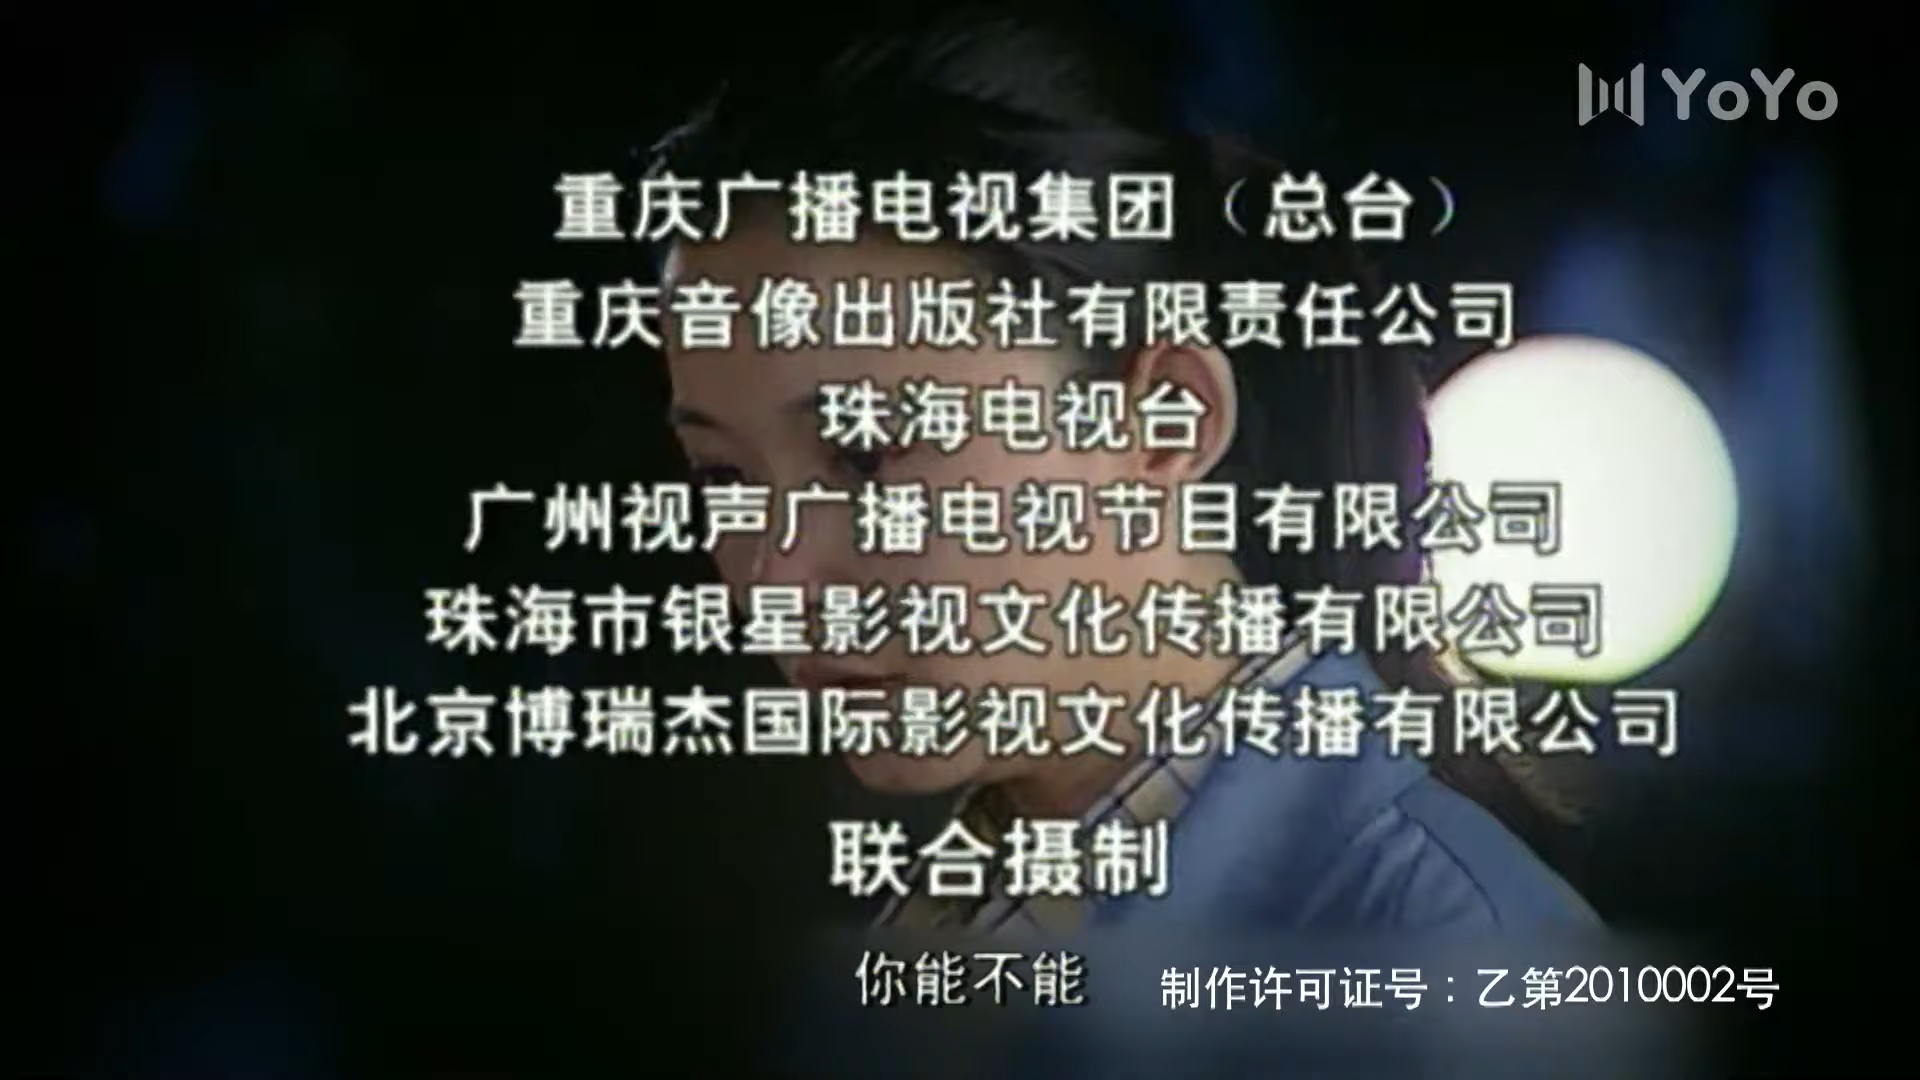 YoYo
重庆广播电视集团（总台）
重庆音像出版社有限责任公司
珠海电视台
广州视声广播电视节目有限公司
珠海市银星影视文化传播有限公司
北京博瑞杰国际影视文化传播有限公司
联合摄制
你能不能
制作许可证号：乙第2010002号